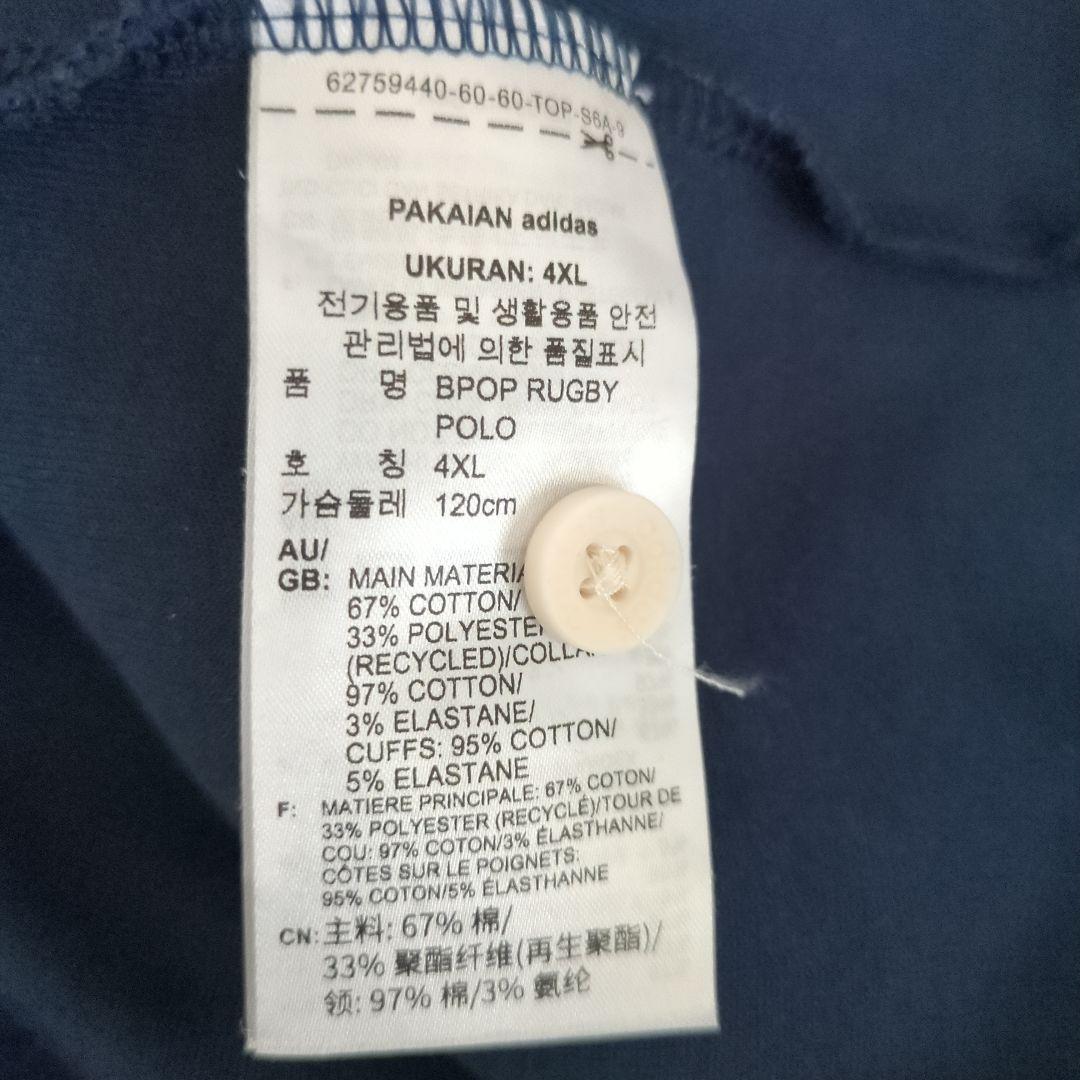 62759440-60-60-TOP-S6A-9
PAKAIAN adidas
UKURAN: 4XL
전기용품 및 생활용품 안전
관리법에 의한 품질표시
품 명 BPOP RUGBY
POLO
호 칭 4XL
가슴둘레 120cm
AU/
GB: MAIN MATERIA
67% COTTON/
33% POLYESTER
(RECYCLED)/COLLA
97% COTTON/
3% ELASTANE/
CUFFS: 95% COTTON/
5% ELASTANE
F: MATIERE PRINCIPALE: 67% COTON/
33% POLYESTER (RECYCLÉ)/TOUR DE
COU: 97% COTON/3% ÉLASTHANNE/
CÔTES SUR LE POIGNETS:
95% COTON/5% ÉLASTHANNE
CN: 主料: 67% 棉/
33% 聚酯纤维(再生聚酯)/
领: 97% 棉/3% 氨纶